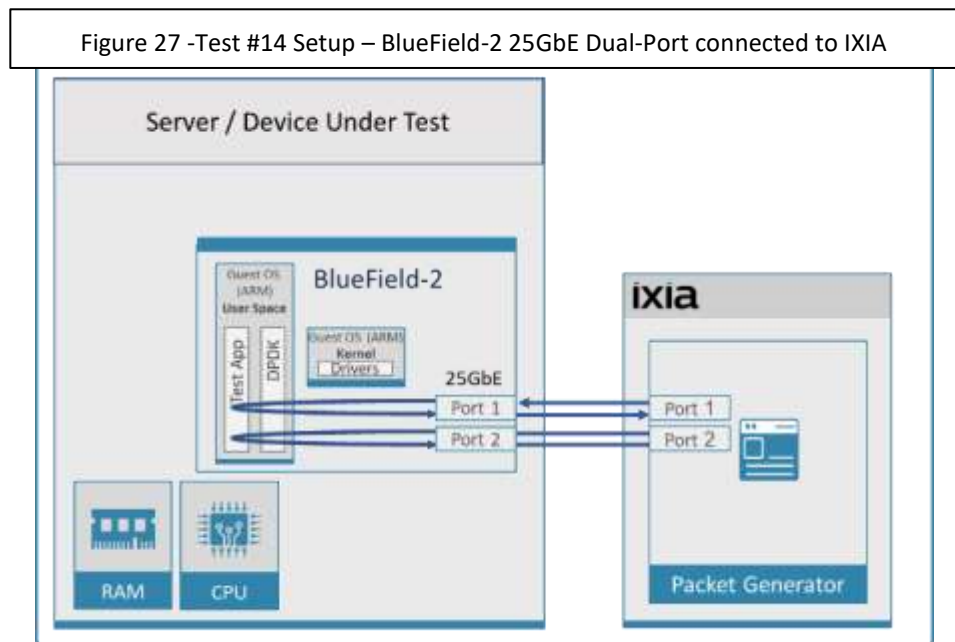 Figure 27 -Test #14 Setup – BlueField-2 25GbE Dual-Port connected to IXIA
Server / Device Under Test
BlueField-2
Guest OS
(ARM)
User Space
Test App
DPDK
Guest OS (ARM)
Kernel
Drivers
25GbE
Port 1
Port 2
ixia
Port 1
Port 2
Packet Generator
RAM
CPU